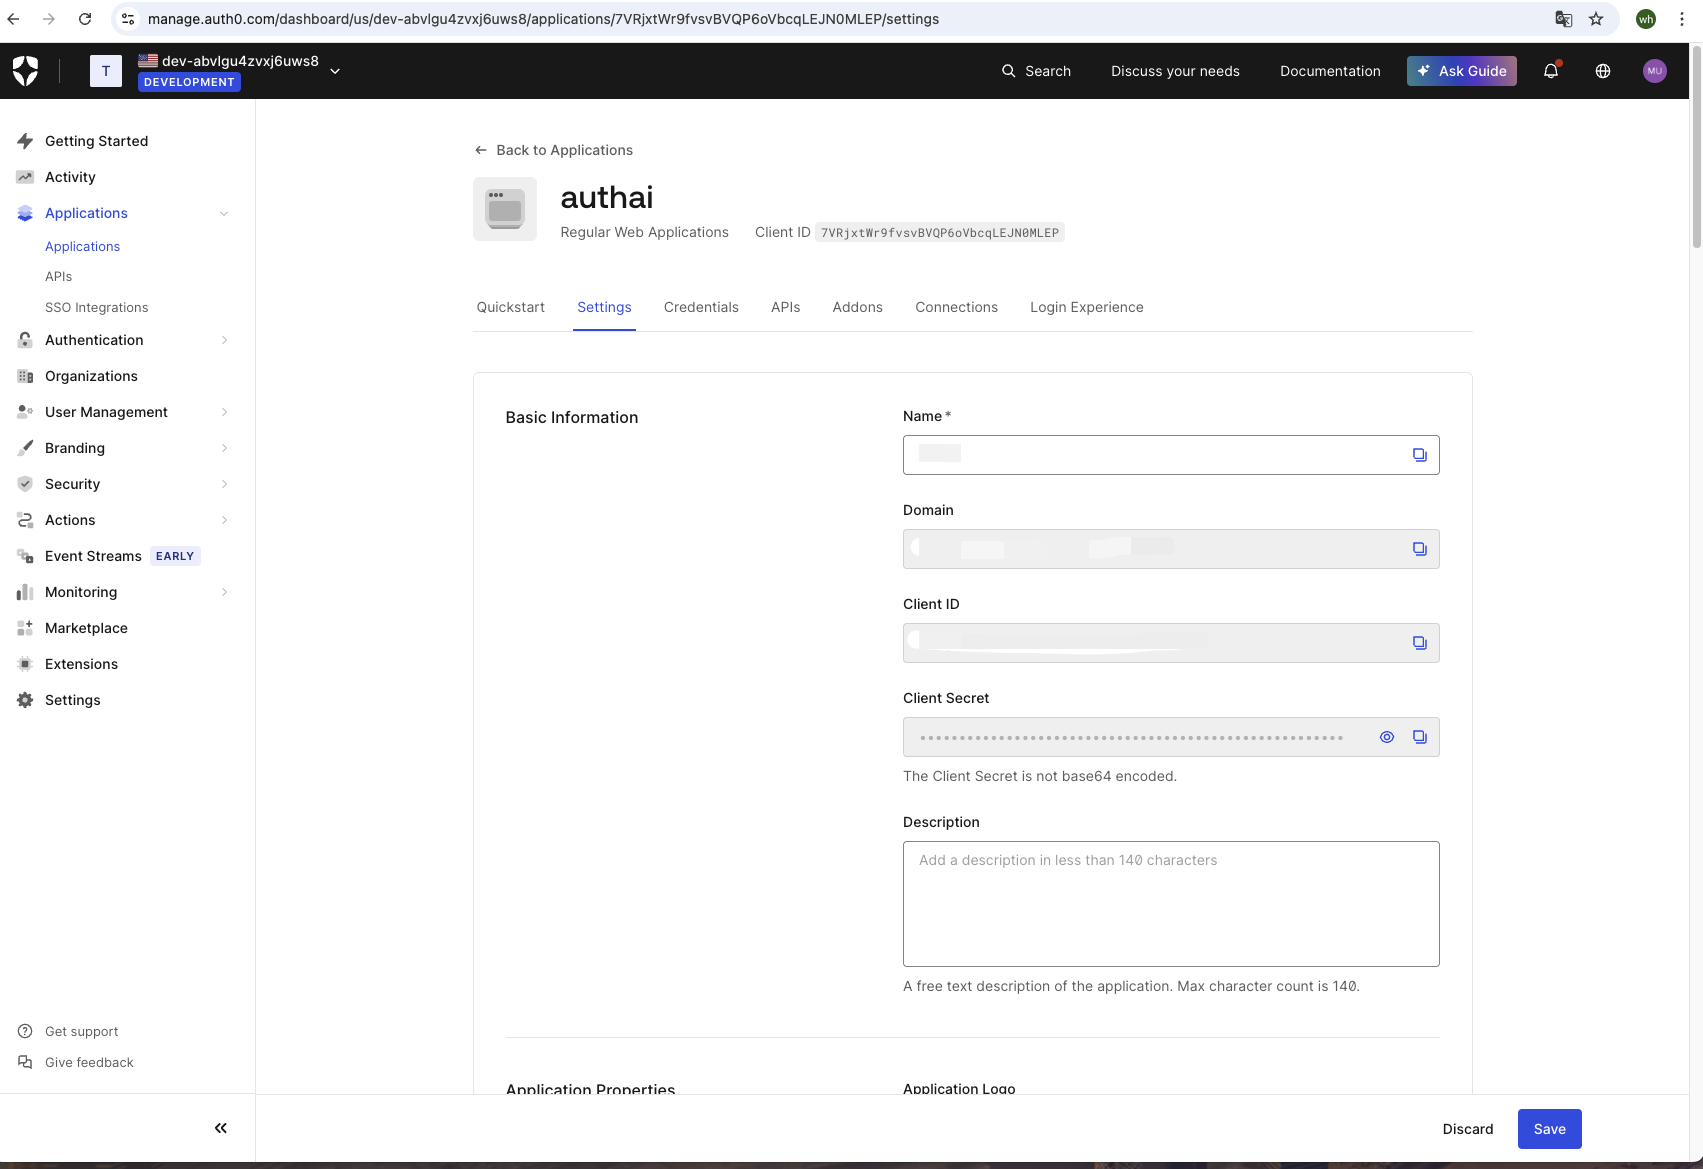 manage.auth0.com/dashboard/us/dev-abvlgu4zvxj6uws8/applications/7VRjxtWr9fvsvBVQP6oVbcqLEJN0MLEP/settings
wh
T
dev-abvlgu4zvxj6uws8
DEVELOPMENT
Search
Discuss your needs
Documentation
Ask Guide
MU
Getting Started
Activity
Applications
Applications
APIs
SSO Integrations
Authentication
Organizations
User Management
Branding
Security
Actions
Event Streams EARLY
Monitoring
Marketplace
Extensions
Settings
Get support
Give feedback
Back to Applications
authai
Regular Web Applications Client ID 7VRjxtWr9fvsvBVQP6oVbcqLEJN0MLEP
Quickstart Settings Credentials APIs Addons Connections Login Experience
Basic Information
Name *
Domain
Client ID
Client Secret
••••••••••••••••••••••••••••••••••••••••••••••••••••••
The Client Secret is not base64 encoded.
Description
Add a description in less than 140 characters
A free text description of the application. Max character count is 140.
Application Properties
Application Logo
Discard
Save